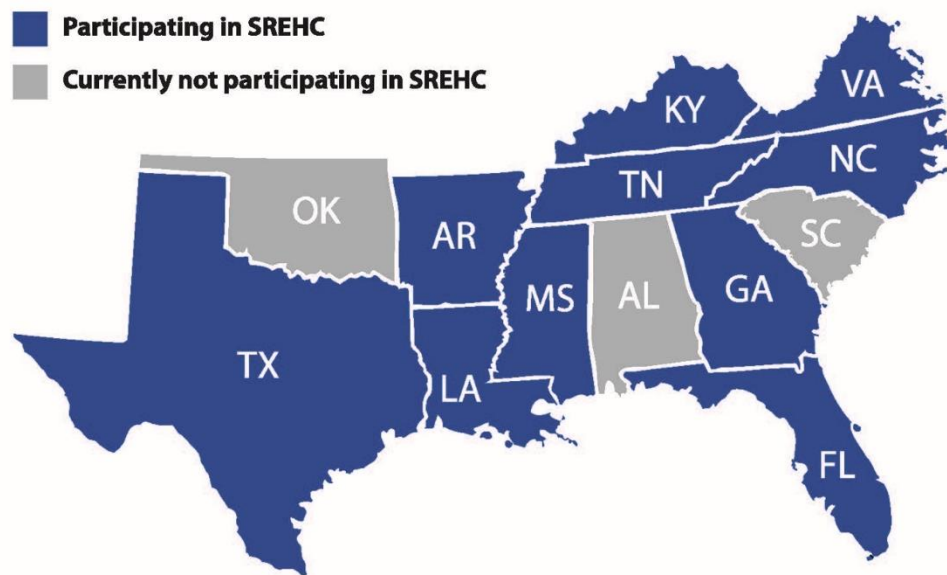 Participating in SREHC
Currently not participating in SREHC
VA
KY
NC
TN
OK
AR
SC
MS
AL
GA
TX
LA
FL